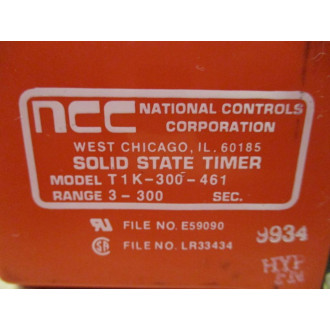 ncc NATIONAL CONTROLS
CORPORATION
WEST CHICAGO, IL. 60185
SOLID STATE TIMER
MODEL T1K-300-461
RANGE 3-300 SEC.
FILE NO. E59090
FILE NO. LR33434
9934
HYP